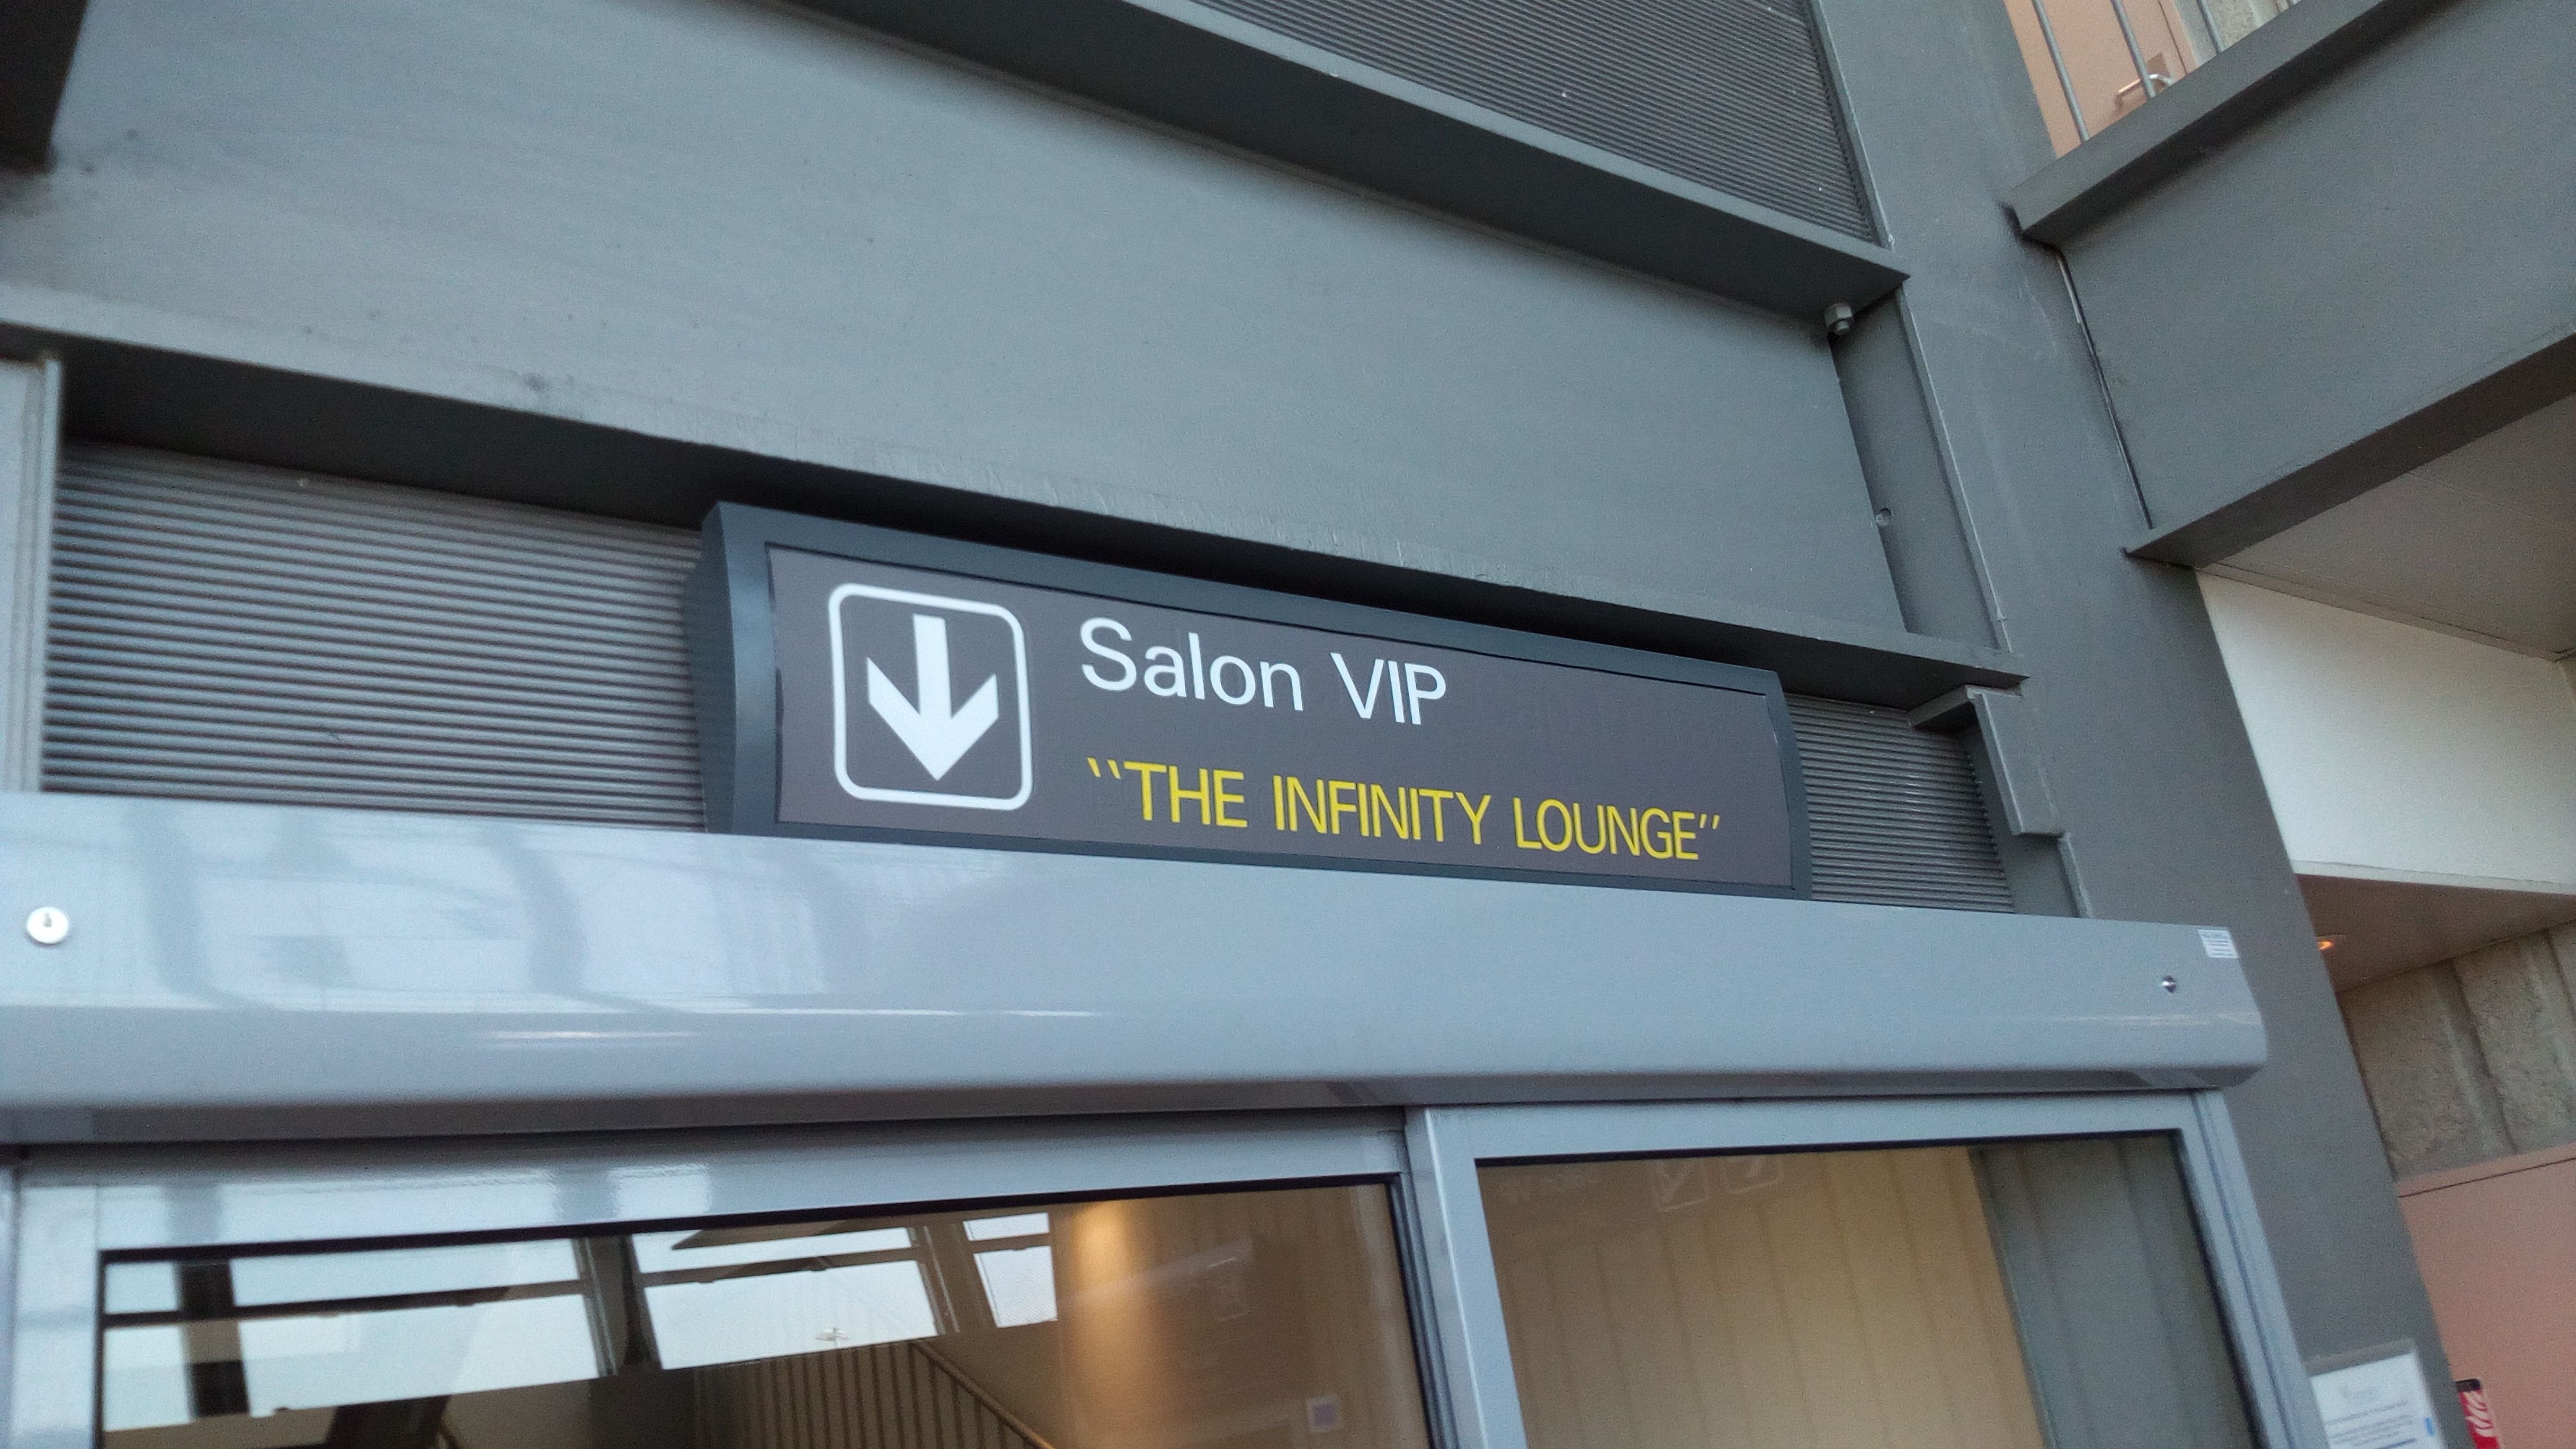 Salon VIP
‵‵THE INFINITY LOUNGE″